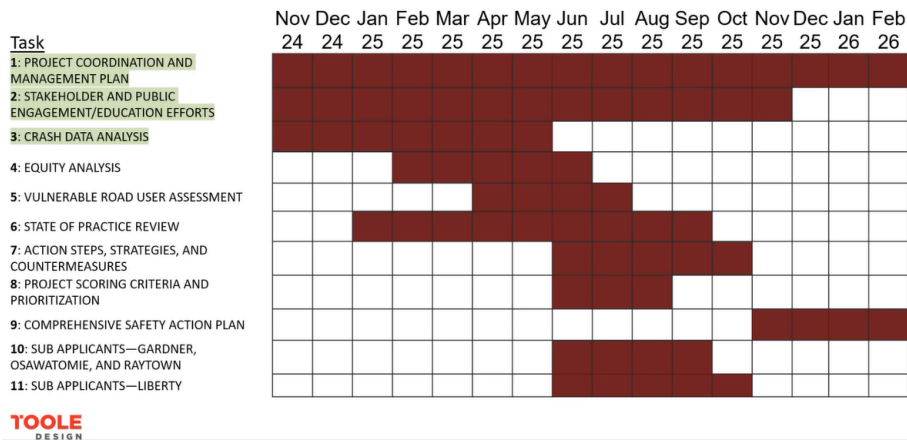 Nov Dec Jan Feb Mar Apr May Jun Jul Aug Sep Oct Nov Dec Jan Feb
24 24 25 25 25 25 25 25 25 25 25 25 25 25 26 26
Task
1: PROJECT COORDINATION AND
MANAGEMENT PLAN
2: STAKEHOLDER AND PUBLIC
ENGAGEMENT/EDUCATION EFFORTS
3: CRASH DATA ANALYSIS
4: EQUITY ANALYSIS
5: VULNERABLE ROAD USER ASSESSMENT
6: STATE OF PRACTICE REVIEW
7: ACTION STEPS, STRATEGIES, AND
COUNTERMEASURES
8: PROJECT SCORING CRITERIA AND
PRIORITIZATION
9: COMPREHENSIVE SAFETY ACTION PLAN
10: SUB APPLICANTS—GARDNER,
OSAWATOMIE, AND RAYTOWN
11: SUB APPLICANTS—LIBERTY
TOOLE
DESIGN